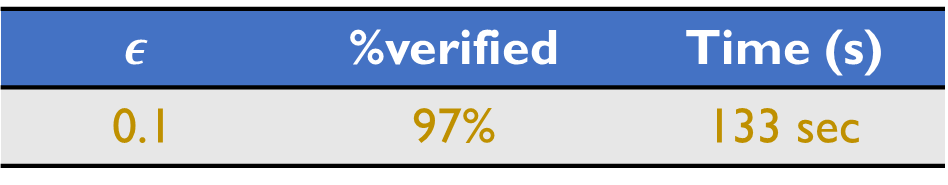 ϵ %verified Time (s)
0.1 97% 133 sec